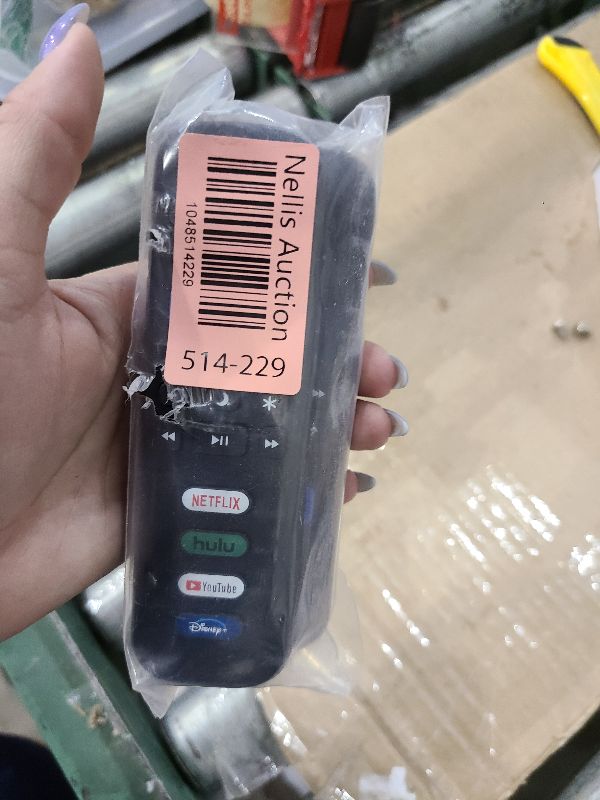 Nellis Auction
1048514229
514-229
NETFLIX
hulu
YouTube
Disney+